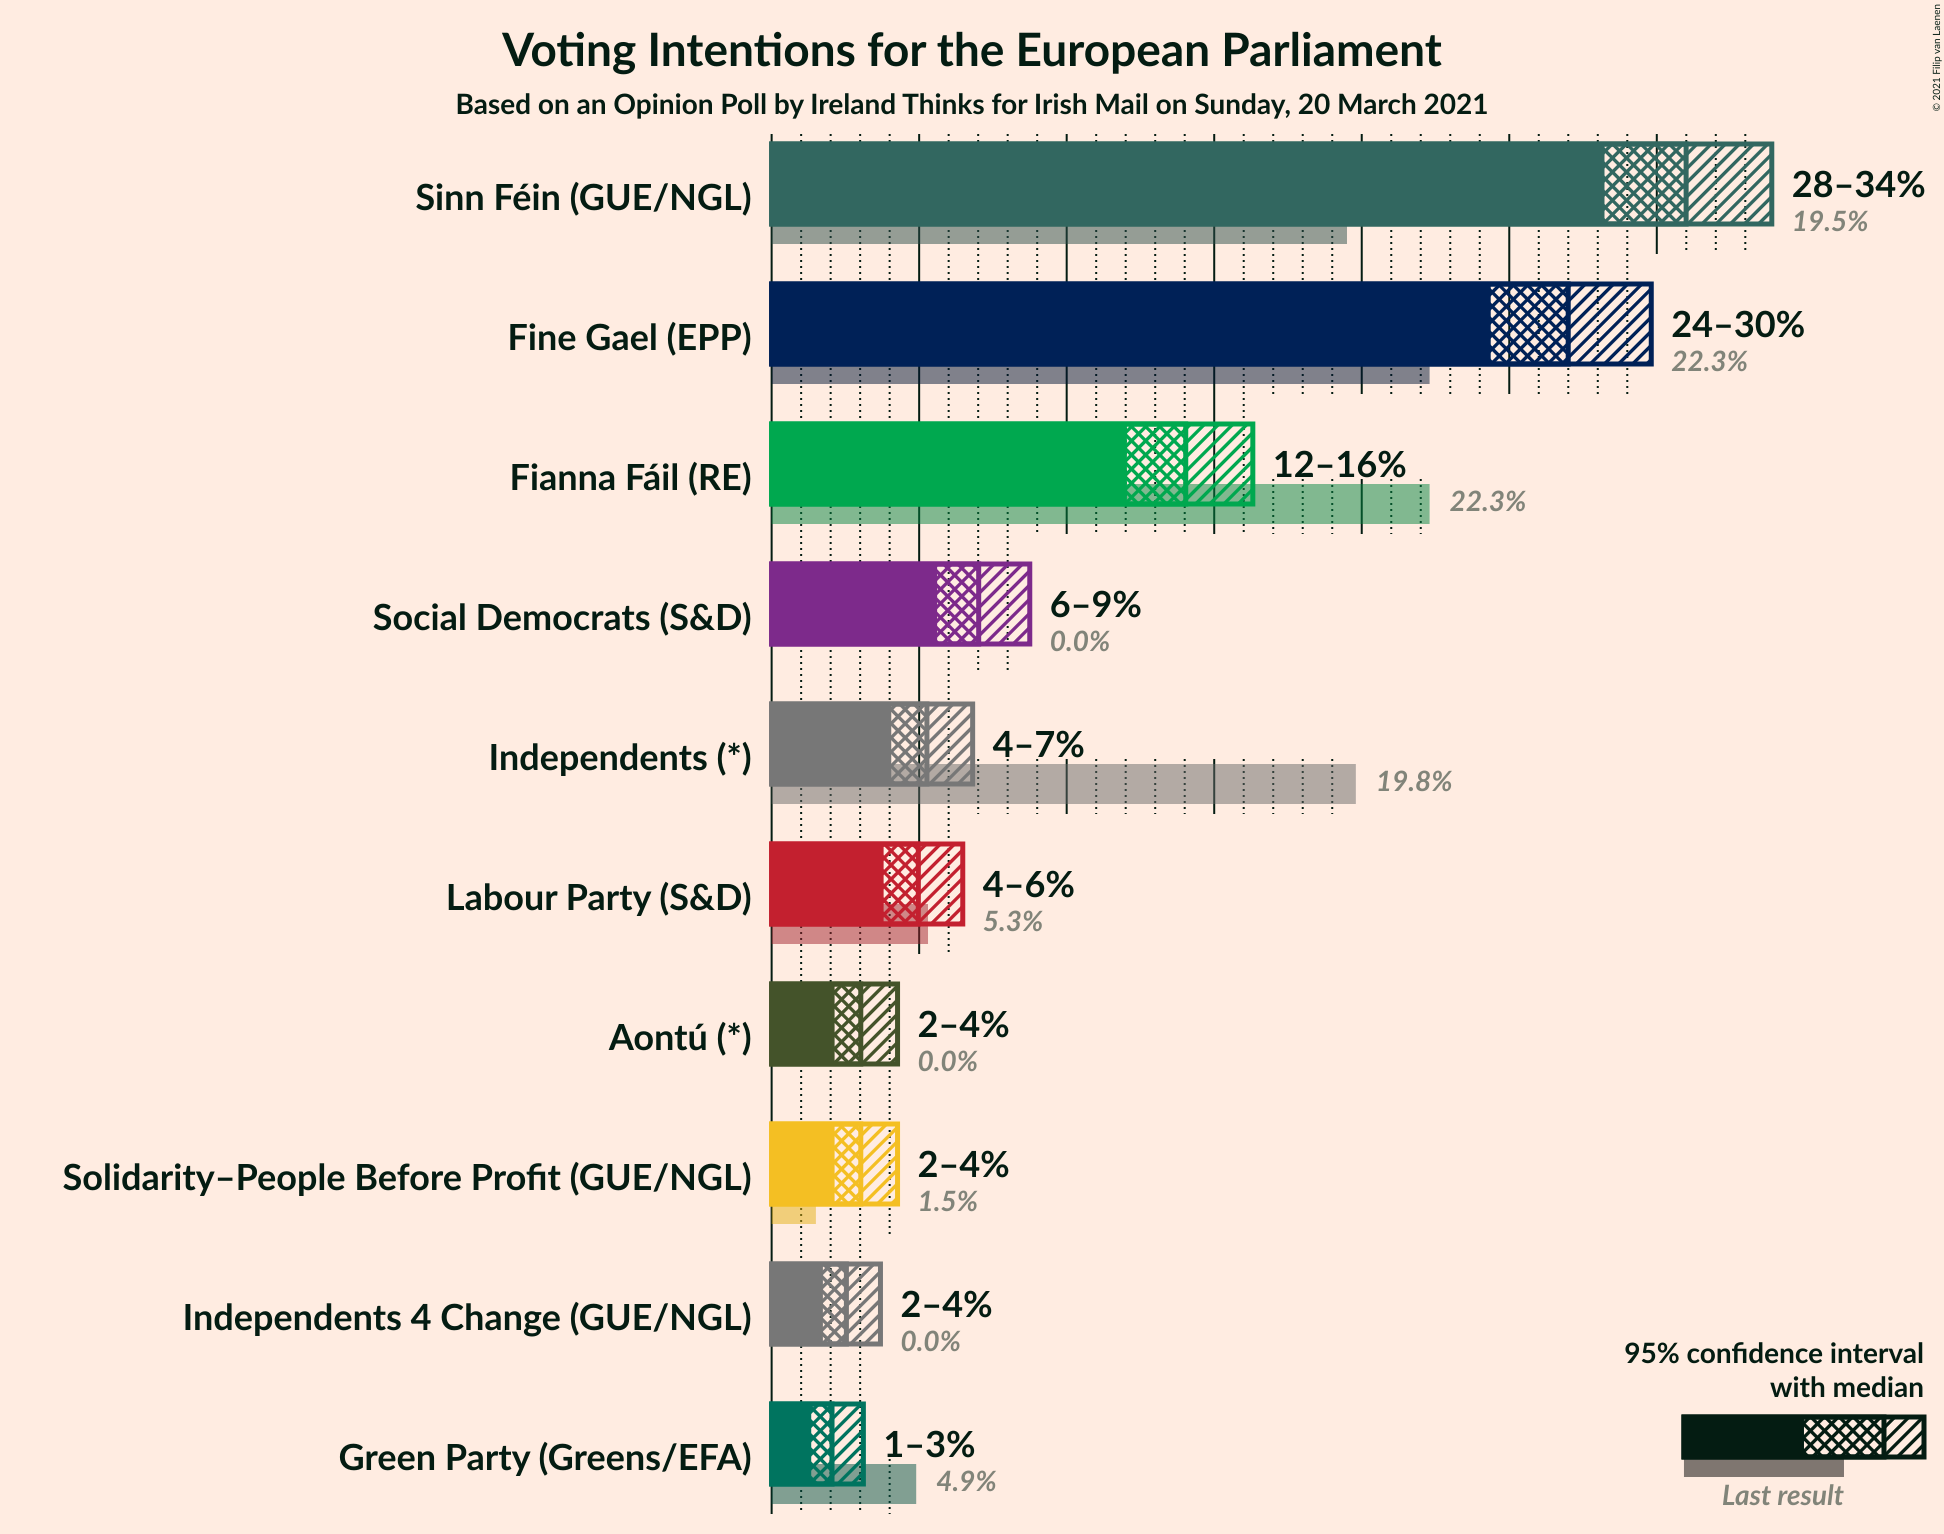 Voting Intentions for the European Parliament
Based on an Opinion Poll by Ireland Thinks for Irish Mail on Sunday, 20 March 2021
© 2021 Filip van Laenen
Sinn Féin (GUE/NGL)
28–34%
19.5%
Fine Gael (EPP)
24–30%
22.3%
Fianna Fáil (RE)
12–16%
22.3%
Social Democrats (S&D)
6–9%
0.0%
Independents (*)
4–7%
19.8%
Labour Party (S&D)
4–6%
5.3%
Aontú (*)
2–4%
0.0%
Solidarity–People Before Profit (GUE/NGL)
2–4%
1.5%
Independents 4 Change (GUE/NGL)
2–4%
0.0%
Green Party (Greens/EFA)
1–3%
4.9%
95% confidence interval
with median
Last result